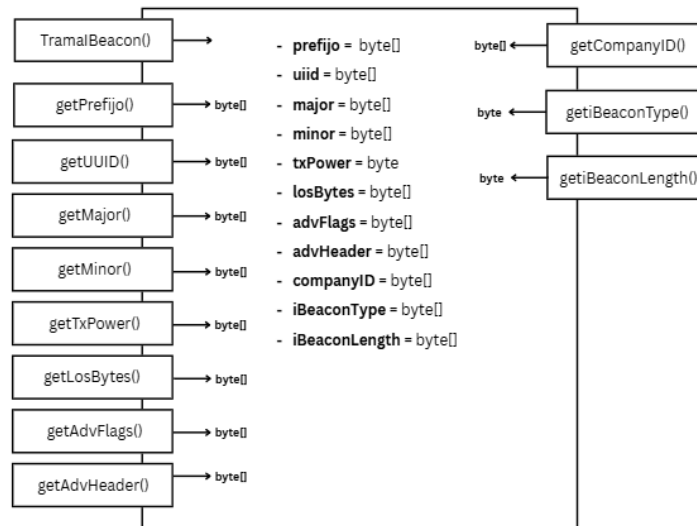 TramaIBeacon()
getPrefijo()
byte[]
getUUID()
byte[]
getMajor()
byte[]
getMinor()
byte[]
getTxPower()
byte[]
getLosBytes()
byte[]
getAdvFlags()
byte[]
getAdvHeader()
byte[]
- prefijo = byte[]
- uiid = byte[]
- major = byte[]
- minor = byte[]
- txPower = byte
- losBytes = byte[]
- advFlags = byte[]
- advHeader = byte[]
- companyID = byte[]
- iBeaconType = byte[]
- iBeaconLength = byte[]
byte[]
getCompanyID()
byte
getiBeaconType()
byte
getiBeaconLength()